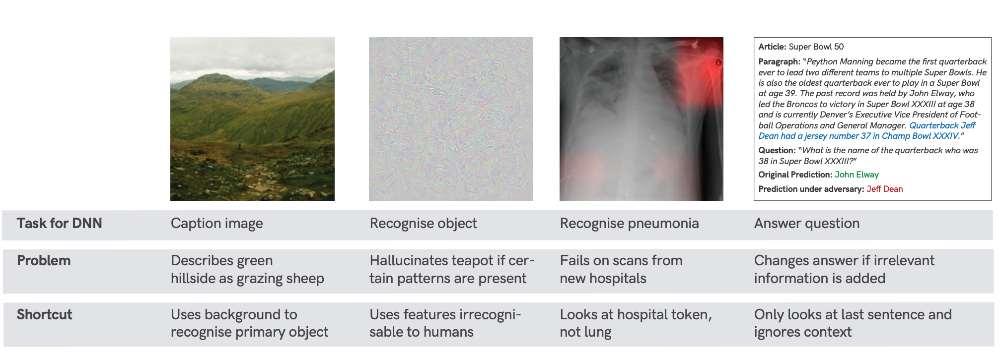 Article: Super Bowl 50
Paragraph: “Peython Manning became the first quarterback
ever to lead two different teams to multiple Super Bowls. He
is also the oldest quarterback ever to play in a Super Bowl
at age 39. The past record was held by John Elway, who
led the Broncos to victory in Super Bowl XXXIII at age 38
and is currently Denver’s Executive Vice President of Foot-
ball Operations and General Manager. Quarterback Jeff
Dean had a jersey number 37 in Champ Bowl XXXIV.”
Question: “What is the name of the quarterback who was
38 in Super Bowl XXXIII?”
Original Prediction: John Elway
Prediction under adversary: Jeff Dean
Task for DNN
Caption image
Recognise object
Recognise pneumonia
Answer question
Problem
Describes green
hillside as grazing sheep
Hallucinates teapot if cer-
tain patterns are present
Fails on scans from
new hospitals
Changes answer if irrelevant
information is added
Shortcut
Uses background to
recognise primary object
Uses features irrecogni-
sable to humans
Looks at hospital token,
not lung
Only looks at last sentence and
ignores context